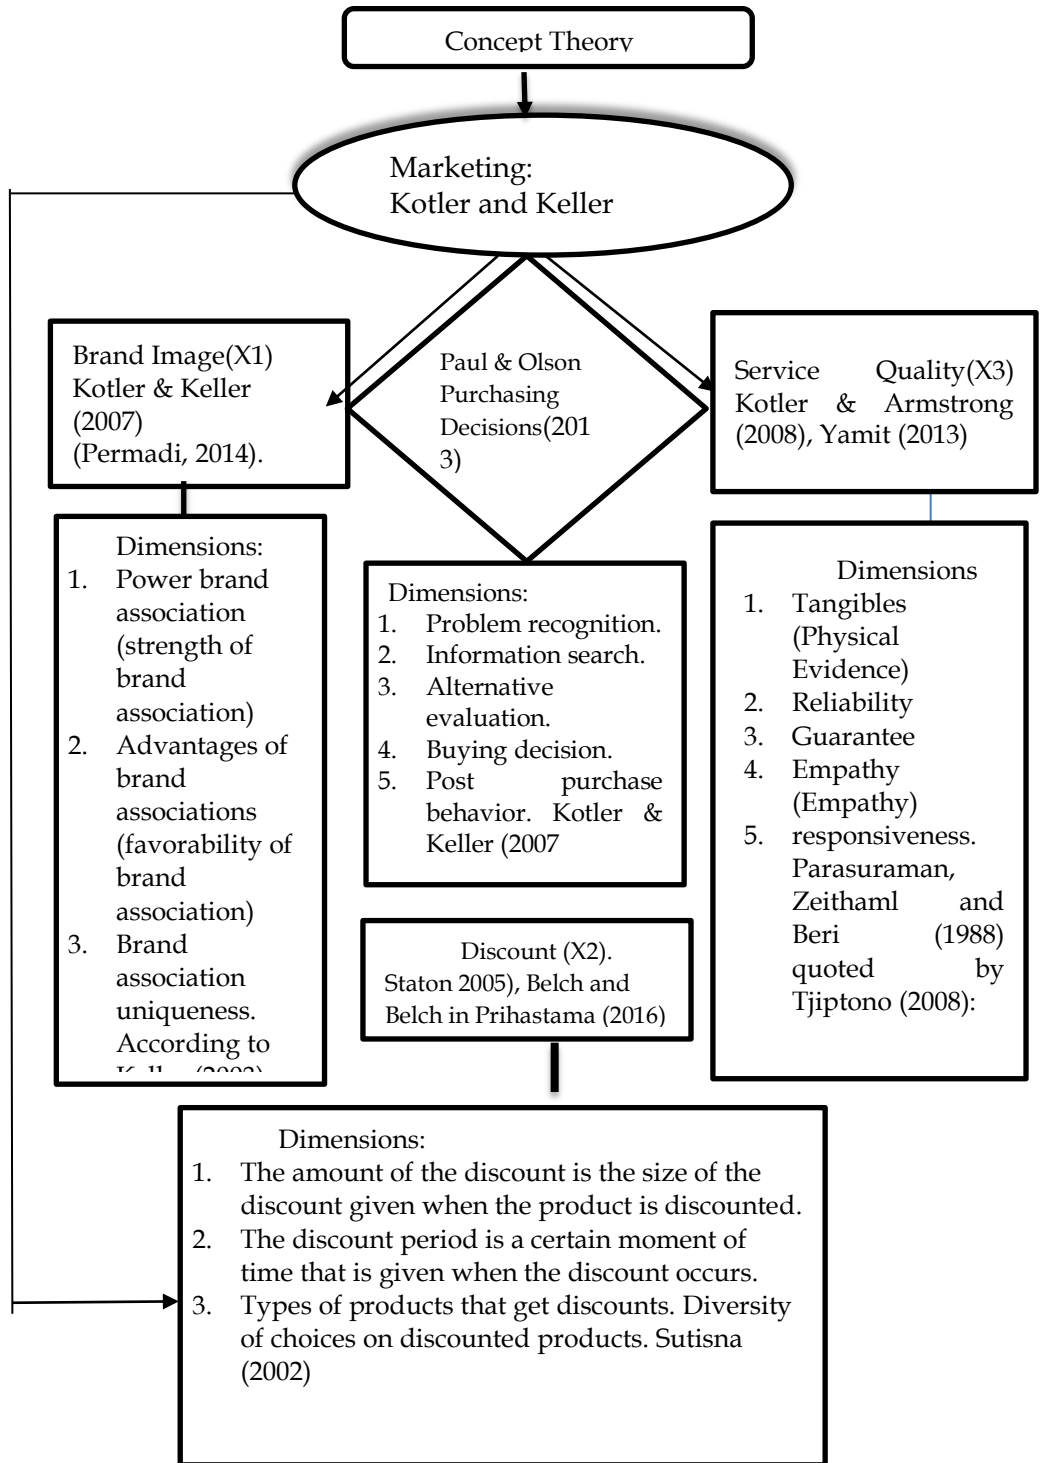 Concept Theory
Marketing:
Kotler and Keller
Brand Image(X1)
Kotler & Keller
(2007)
(Permadi, 2014).
Paul & Olson
Purchasing
Decisions(201
3)
Service Quality(X3)
Kotler & Armstrong
(2008), Yamit (2013)
Dimensions:
1. Power brand
association
(strength of
brand
association)
2. Advantages of
brand
associations
(favorability of
brand
association)
3. Brand
association
uniqueness.
According to
Dimensions:
1. Problem recognition.
2. Information search.
3. Alternative
evaluation.
4. Buying decision.
5. Post purchase
behavior. Kotler &
Keller (2007
Dimensions
1. Tangibles
(Physical
Evidence)
2. Reliability
3. Guarantee
4. Empathy
(Empathy)
5. responsiveness.
Parasuraman,
Zeithaml and
Beri (1988)
quoted by
Tjiptono (2008):
Discount (X2).
Staton 2005), Belch and
Belch in Prihastama (2016)
Dimensions:
1. The amount of the discount is the size of the
discount given when the product is discounted.
2. The discount period is a certain moment of
time that is given when the discount occurs.
3. Types of products that get discounts. Diversity
of choices on discounted products. Sutisna
(2002)